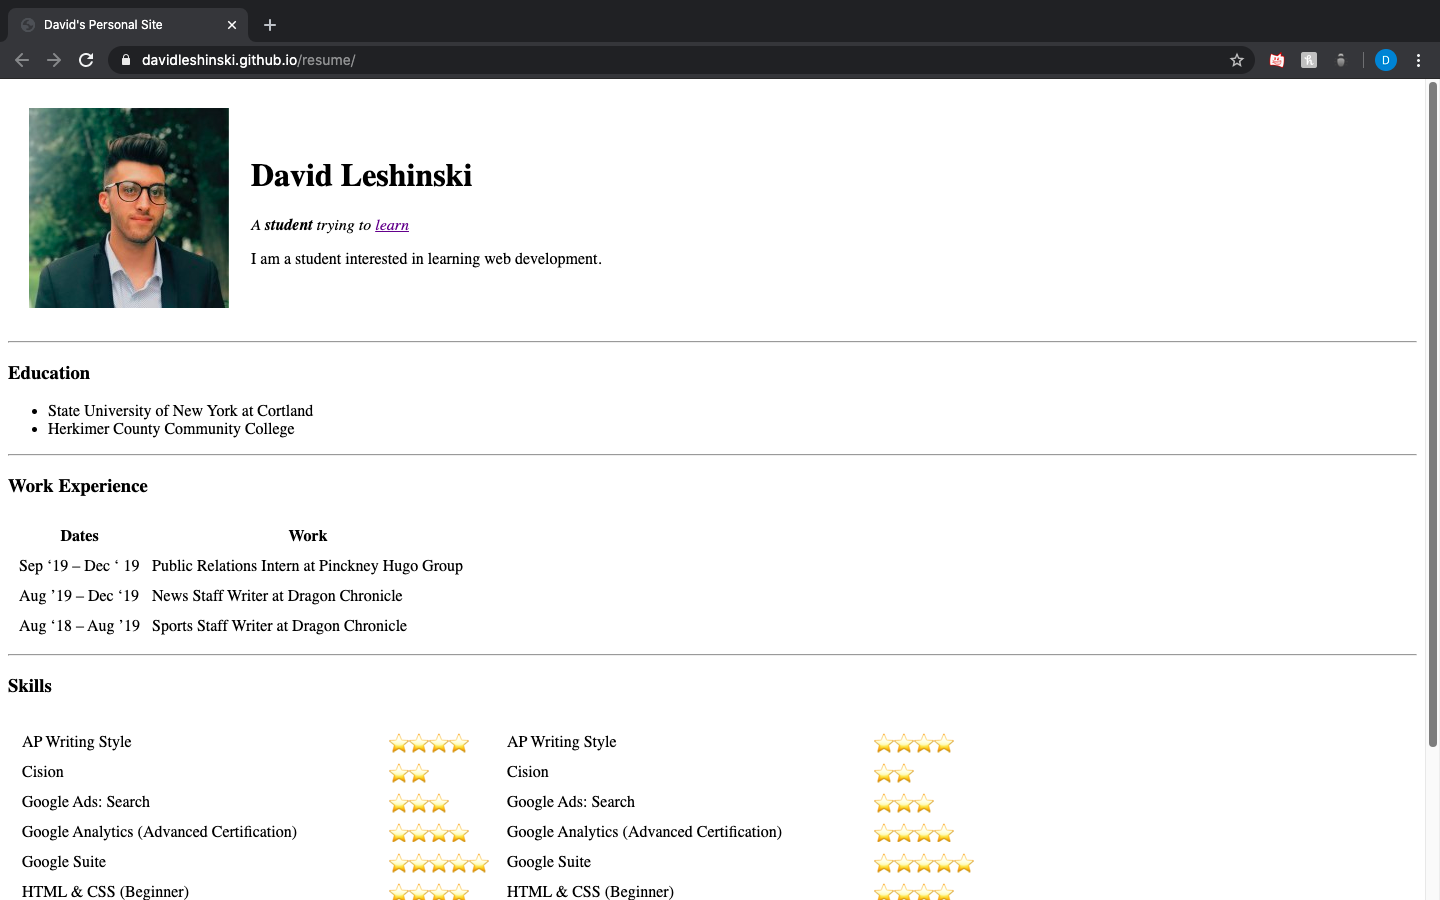 David's Personal Site
davidleshinski.github.io/resume/
D
David Leshinski
A student trying to learn
I am a student interested in learning web development.
Education
• State University of New York at Cortland
• Herkimer County Community College
Work Experience
Dates Work
Sep ‘19 – Dec ‘ 19 Public Relations Intern at Pinckney Hugo Group
Aug ’19 – Dec ‘19 News Staff Writer at Dragon Chronicle
Aug ‘18 – Aug ’19 Sports Staff Writer at Dragon Chronicle
Skills
AP Writing Style ⭐⭐⭐⭐ AP Writing Style ⭐⭐⭐⭐
Cision ⭐⭐ Cision ⭐⭐
Google Ads: Search ⭐⭐⭐ Google Ads: Search ⭐⭐⭐
Google Analytics (Advanced Certification) ⭐⭐⭐⭐ Google Analytics (Advanced Certification) ⭐⭐⭐⭐
Google Suite ⭐⭐⭐⭐⭐ Google Suite ⭐⭐⭐⭐⭐
HTML & CSS (Beginner) ⭐⭐⭐⭐ HTML & CSS (Beginner) ⭐⭐⭐⭐